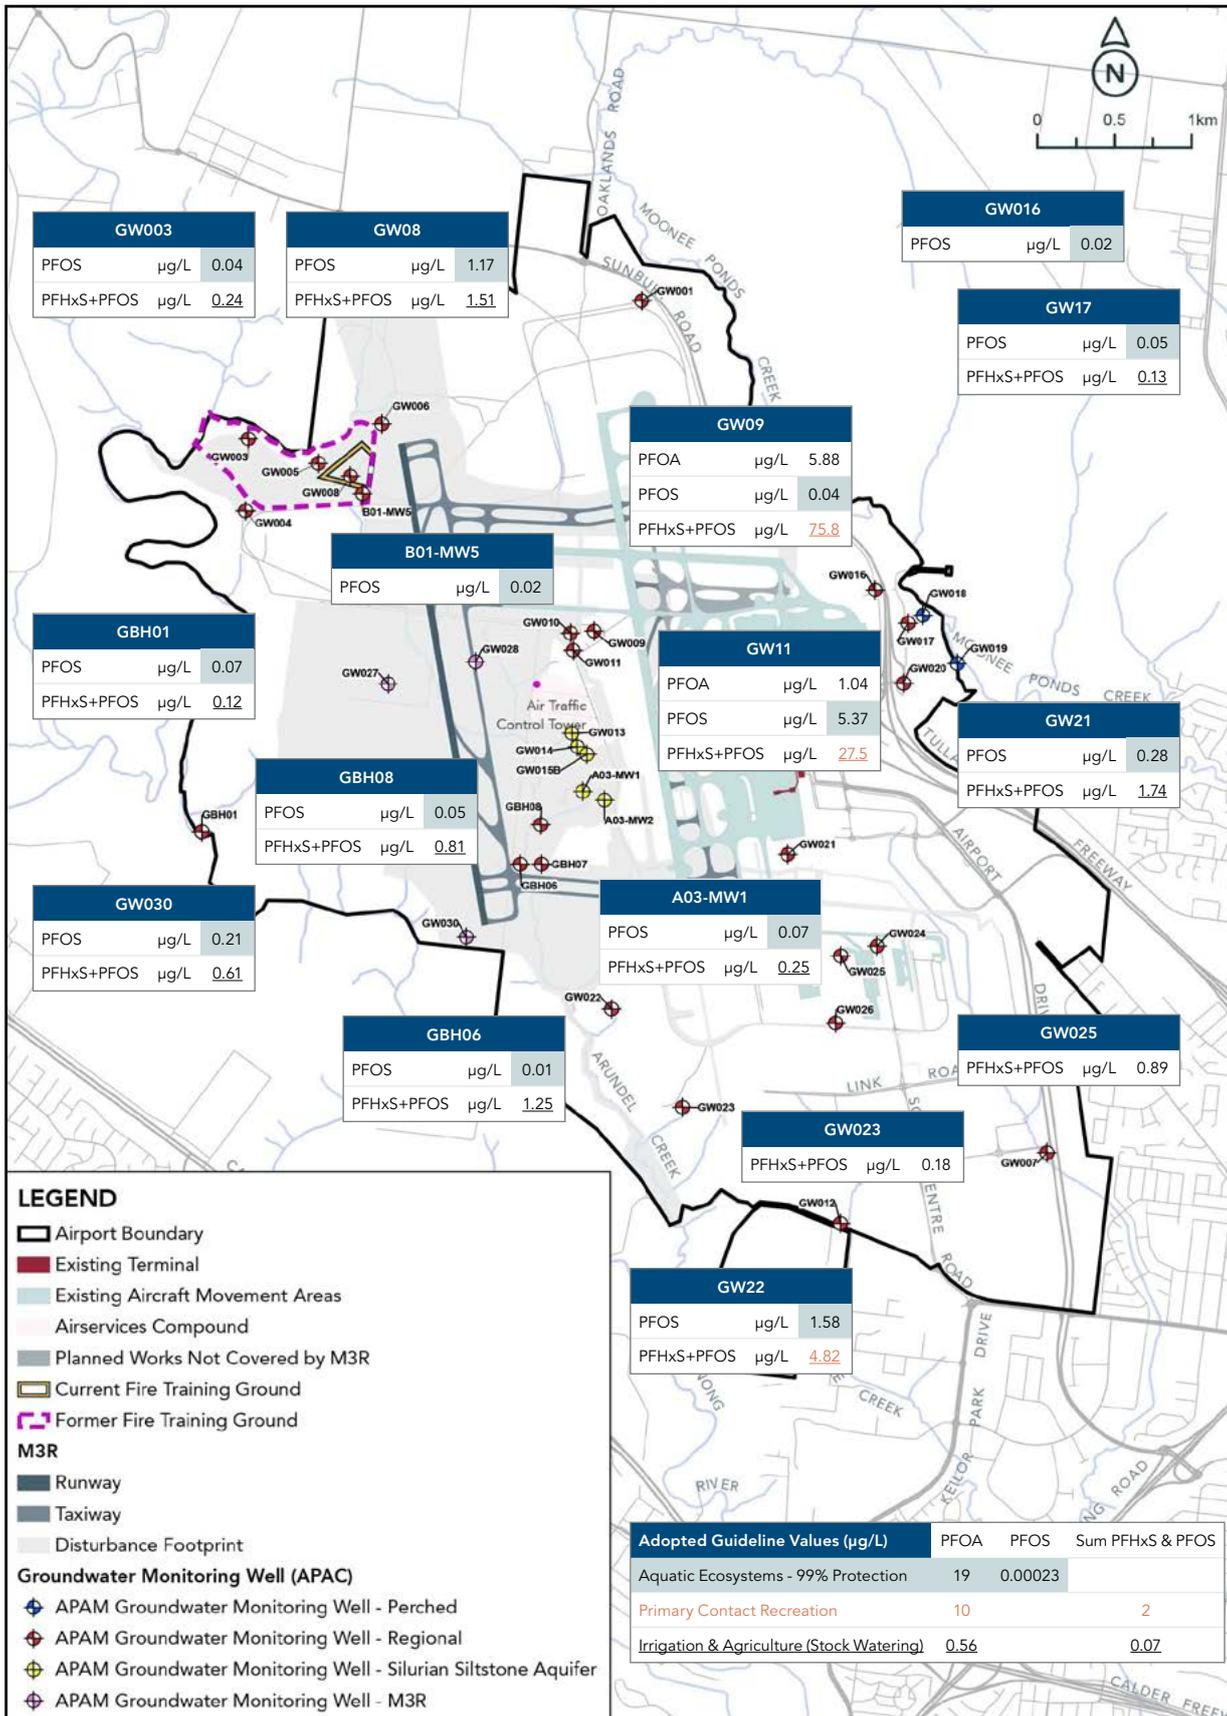 N
0 0.5 1km
OAKLANDS ROAD
MOONEE PONDS
SUNBU
ROAD
CREEK
GW016
PFOS µg/L 0.02
GW003
PFOS µg/L 0.04
PFHxS+PFOS µg/L 0.24
GW08
PFOS µg/L 1.17
PFHxS+PFOS µg/L 1.51
GW001
GW17
PFOS µg/L 0.05
PFHxS+PFOS µg/L 0.13
GW006
GW003
GW005
GW008
B01-MW5
GW004
GW09
PFOA µg/L 5.88
PFOS µg/L 0.04
PFHxS+PFOS µg/L 75.8
B01-MW5
PFOS µg/L 0.02
GW016
GW018
GW017
GW019
GW020
MOONEE PONDS CREEK
GBH01
PFOS µg/L 0.07
PFHxS+PFOS µg/L 0.12
GW010
GW009
GW011
GW028
GW027
GW11
PFOA µg/L 1.04
PFOS µg/L 5.37
PFHxS+PFOS µg/L 27.5
Air Traffic
Control Tower
GW013
GW014
GW015B
TULLA
GW21
PFOS µg/L 0.28
PFHxS+PFOS µg/L 1.74
GBH08
PFOS µg/L 0.05
PFHxS+PFOS µg/L 0.81
A03-MW1
A03-MW2
GBH08
GBH01
GBH07
GBH06
GW021
AIRPORT
FREEWAY
GW030
PFOS µg/L 0.21
PFHxS+PFOS µg/L 0.61
GW030
A03-MW1
PFOS µg/L 0.07
PFHxS+PFOS µg/L 0.25
GW024
GW025
GW022
GW026
DRIV
GBH06
PFOS µg/L 0.01
PFHxS+PFOS µg/L 1.25
GW025
PFHxS+PFOS µg/L 0.89
ARUNDEL
CREEK
LINK ROA
GW023
GW023
PFHxS+PFOS µg/L 0.18
GW007
ENTRE ROAD
GW012
GW22
PFOS µg/L 1.58
PFHxS+PFOS µg/L 4.82
CREEK
KEILOR PARK DRIVE
RIVER
NG ROAD
CALDER FREEW
LEGEND
Airport Boundary
Existing Terminal
Existing Aircraft Movement Areas
Airservices Compound
Planned Works Not Covered by M3R
Current Fire Training Ground
Former Fire Training Ground
M3R
Runway
Taxiway
Disturbance Footprint
Groundwater Monitoring Well (APAC)
APAM Groundwater Monitoring Well - Perched
APAM Groundwater Monitoring Well - Regional
APAM Groundwater Monitoring Well - Silurian Siltstone Aquifer
APAM Groundwater Monitoring Well - M3R
Adopted Guideline Values (µg/L) PFOA PFOS Sum PFHxS & PFOS
Aquatic Ecosystems - 99% Protection 19 0.00023
Primary Contact Recreation 10 2
Irrigation & Agriculture (Stock Watering) 0.56 0.07